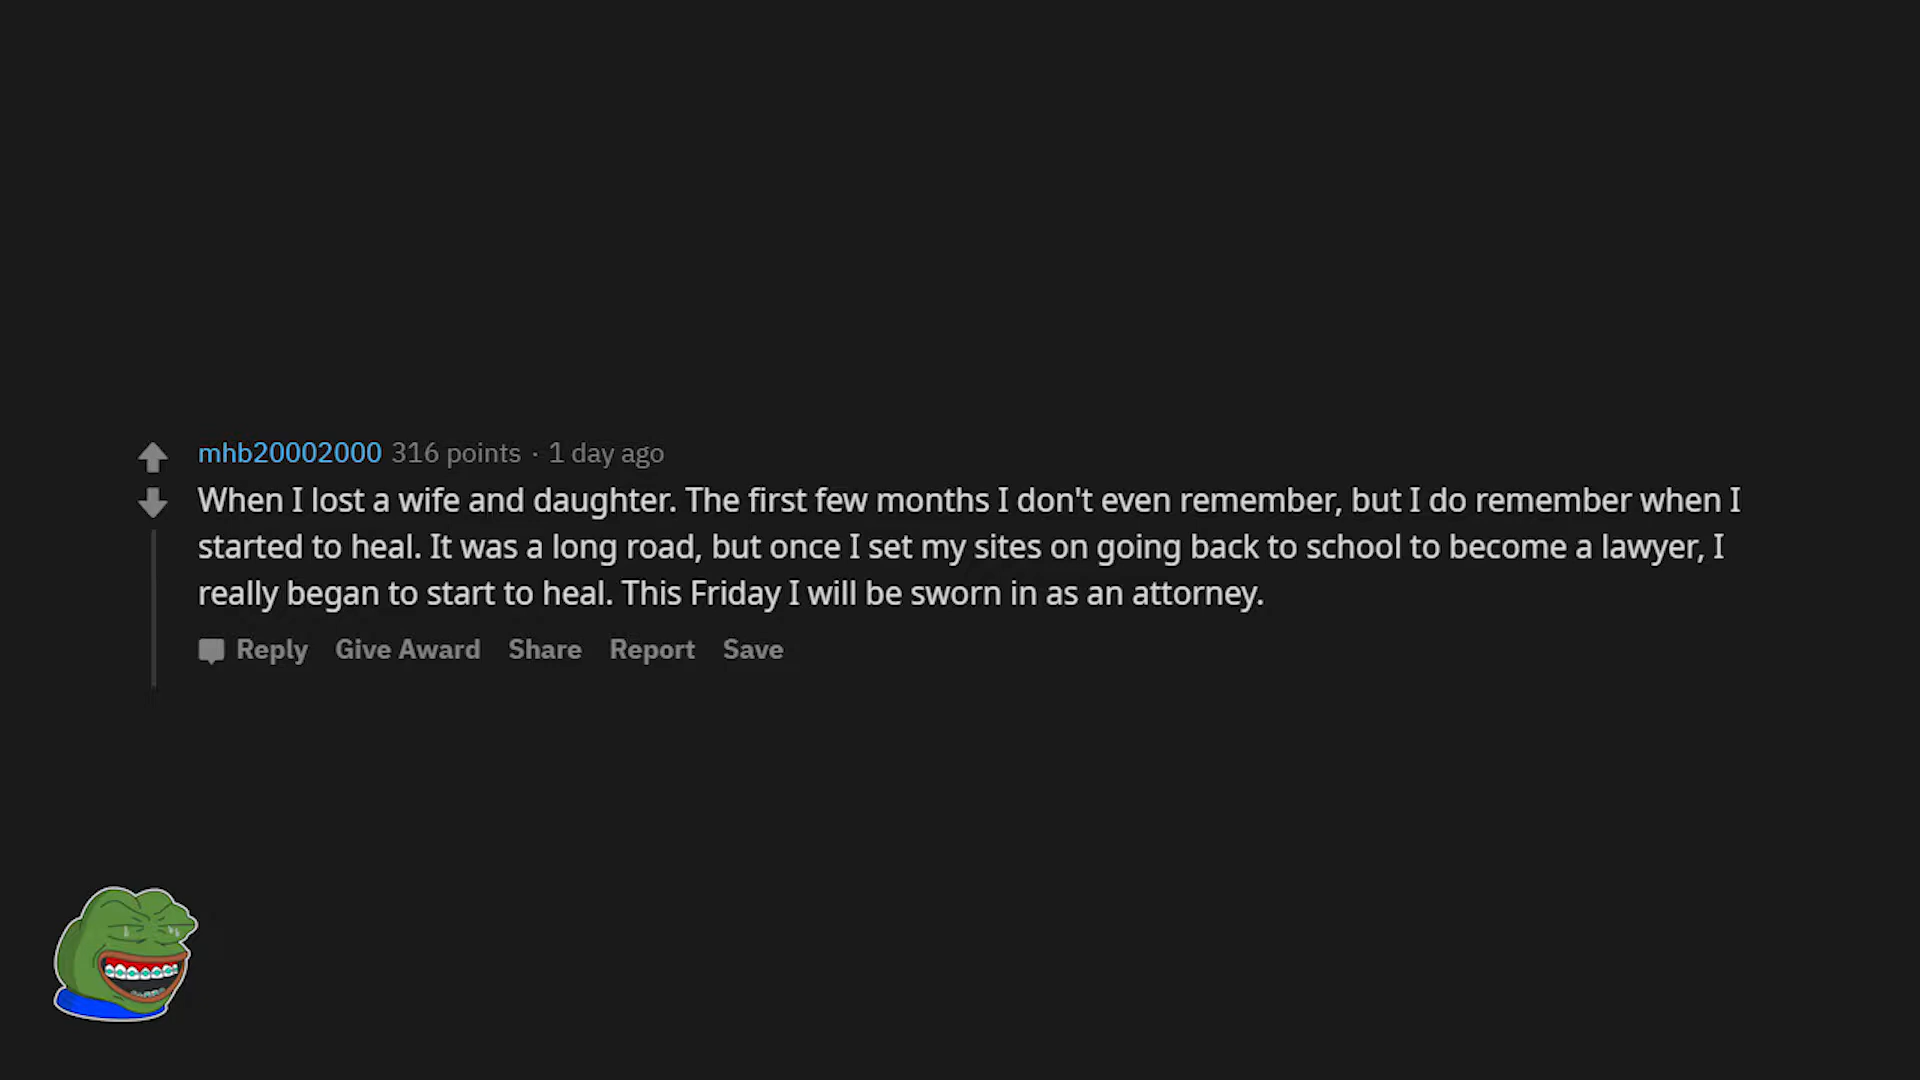 mhb20002000 316 points · 1 day ago
When I lost a wife and daughter. The first few months I don't even remember, but I do remember when I
started to heal. It was a long road, but once I set my sites on going back to school to become a lawyer, I
really began to start to heal. This Friday I will be sworn in as an attorney.
Reply Give Award Share Report Save